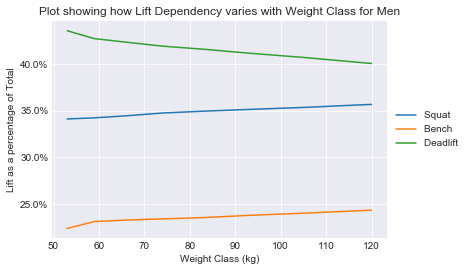 Plot showing how Lift Dependency varies with Weight Class for Men
Lift as a percentage of Total
40.0%
35.0%
30.0%
25.0%
50 60 70 80 90 100 110 120
Weight Class (kg)
Squat
Bench
Deadlift